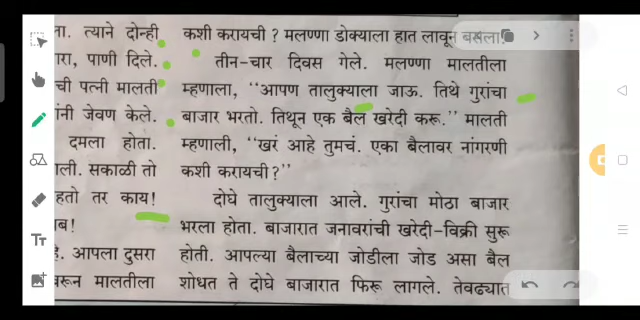 ना. त्याने दोन्ही
ारा, पाणी दिले.
ची पत्नी मालती
ांनी जेवण केले.
दमला होता.
ाली. सकाळी तो
हतो तर काय!
ाब!
हे. आपला दुसरा
वरून मालतीला
कशी करायची ? मलण्णा डोक्याला हात लावून बसला!
तीन-चार दिवस गेले. मलण्णा मालतीला
म्हणाला, “आपण तालुक्याला जाऊ. तिथे गुरांचा
बाजार भरतो. तिथून एक बैल खरेदी करू.” मालती
म्हणाली, “खरं आहे तुमचं. एका बैलावर नांगरणी
कशी करायची ?”
दोघे तालुक्याला आले. गुरांचा मोठा बाजार
भरला होता. बाजारात जनावरांची खरेदी-विक्री सुरू
होती. आपल्या बैलाच्या जोडीला जोड असा बैल
शोधत ते दोघे बाजारात फिरू लागले. तेवढ्यात